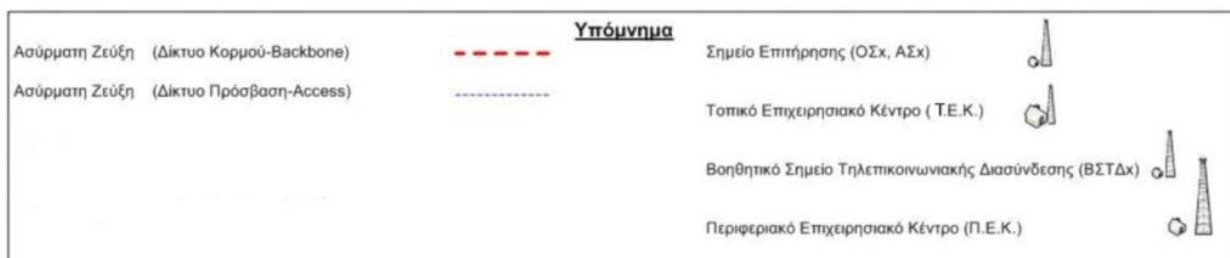 Υπόμνημα
Ασύρματη Ζεύξη (Δίκτυο Κορμού-Backbone)
Ασύρματη Ζεύξη (Δίκτυο Πρόσβαση-Access)
Σημείο Επιτήρησης (ΟΣx, ΑΣx)
Τοπικό Επιχειρησιακό Κέντρο ( Τ.Ε.Κ.)
Βοηθητικό Σημείο Τηλεπικοινωνιακής Διασύνδεσης (ΒΣΤΔx)
Περιφεριακό Επιχειρησιακό Κέντρο (Π.Ε.Κ.)